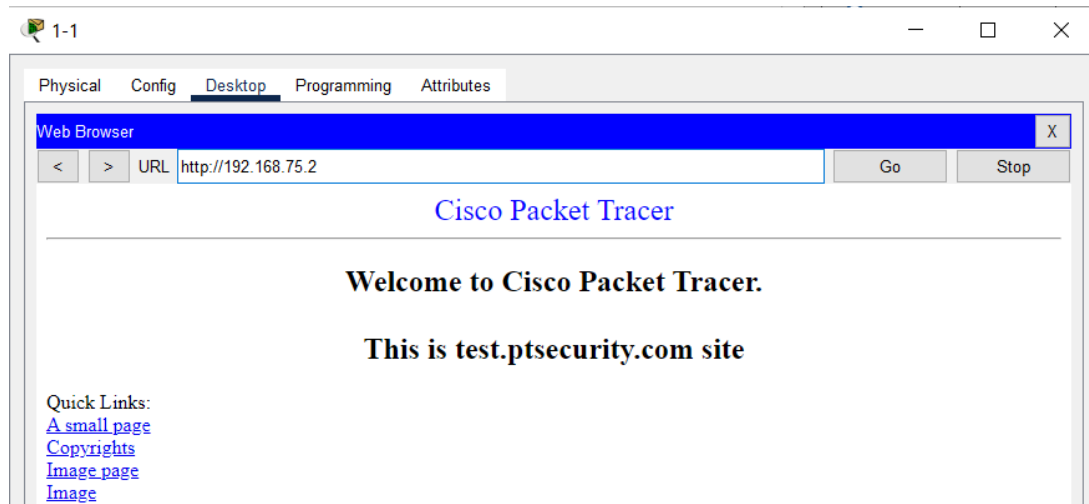 1-1
Physical Config Desktop Programming Attributes
Web Browser X
< > URL http://192.168.75.2 Go Stop
Cisco Packet Tracer
Welcome to Cisco Packet Tracer.
This is test.ptsecurity.com site
Quick Links:
A small page
Copyrights
Image page
Image